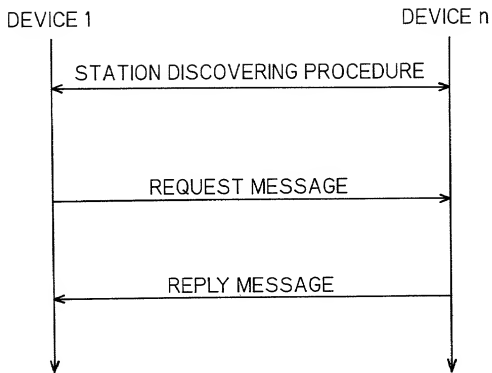 DEVICE 1
DEVICE n
STATION DISCOVERING PROCEDURE
REQUEST MESSAGE
REPLY MESSAGE